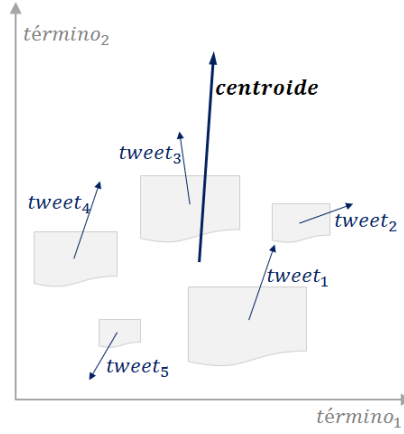 término₂
centroide
tweet₃
tweet₄
tweet₂
tweet₁
tweet₅
término₁